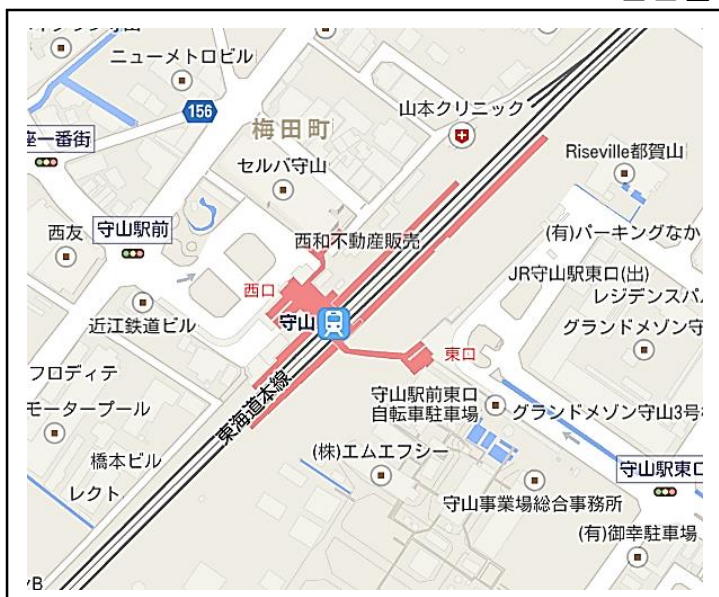 ニューメトロビル
156
梅田町
山本クリニック
座一番街
セルバ守山
Riseville都賀山
西友
守山駅前
西和不動産販売
(有)パーキングなか
JR守山駅東口(出)
西口
レジデンスパ
近江鉄道ビル
守山
グランドメゾン守
東口
フロディテ
東海道本線
守山駅前東口
自転車駐車場
グランドメゾン守山3号
モータープール
(株)エムエフシー
橋本ビル
守山駅東口
レクト
守山事業場総合事務所
(有)御幸駐車場
yB